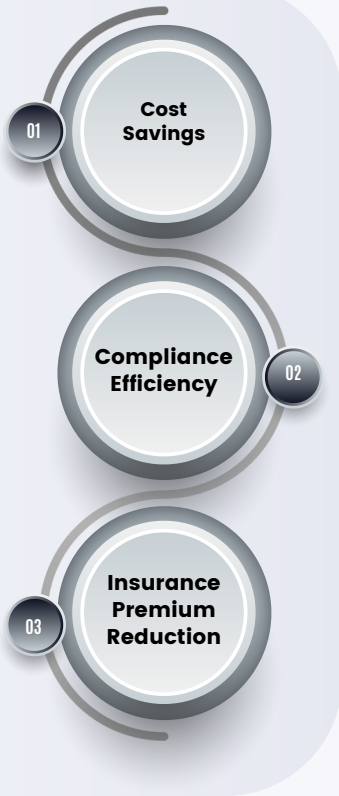 01
Cost
Savings
Compliance
Efficiency
02
Insurance
Premium
Reduction
03